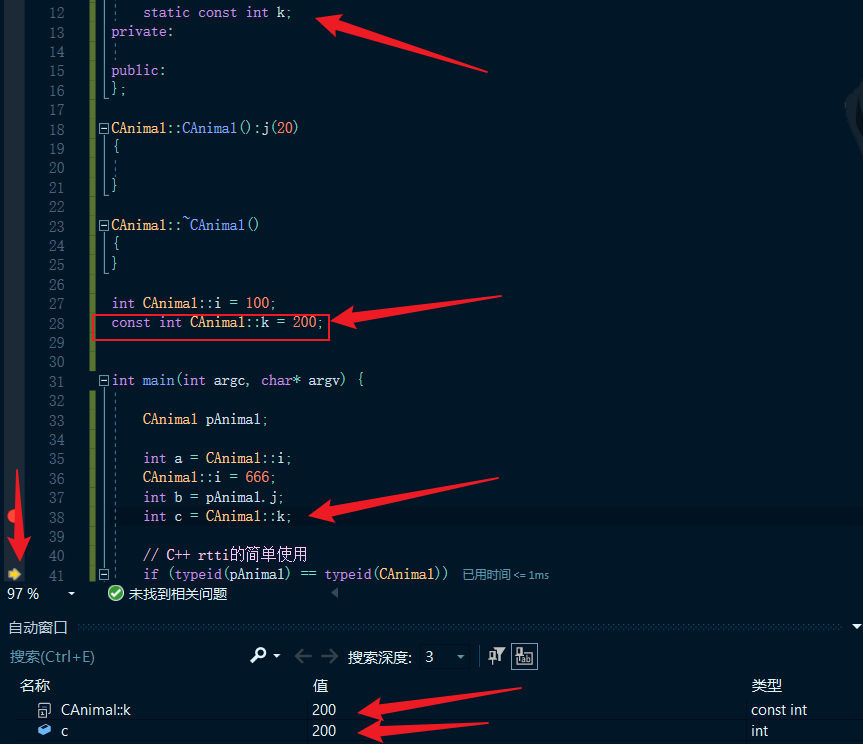 12 static const int k;
13 private:
14
15 public:
16 };
17
18 CAnimal::CAnimal():j(20)
19 {
20
21 }
22
23 CAnimal::~CAnimal()
24 {
25 }
26
27 int CAnimal::i = 100;
28 const int CAnimal::k = 200;
29
30
31 int main(int argc, char* argv) {
32
33 CAnimal pAnimal;
34
35 int a = CAnimal::i;
36 CAnimal::i = 666;
37 int b = pAnimal.j;
38 int c = CAnimal::k;
39
40 // C++ rtti的简单使用
41 if (typeid(pAnimal) == typeid(CAnimal)) 已用时间 <= 1ms
97 % 未找到相关问题
自动窗口
搜索(Ctrl+E) 搜索深度: 3
名称 值 类型
CAnimal::k 200 const int
c 200 int